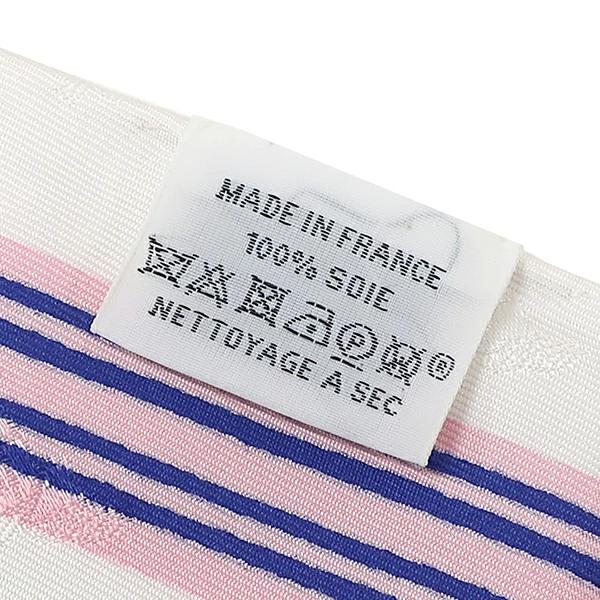 MADE IN FRANCE
100% SOIE
P ®
NETTOYAGE A SEC